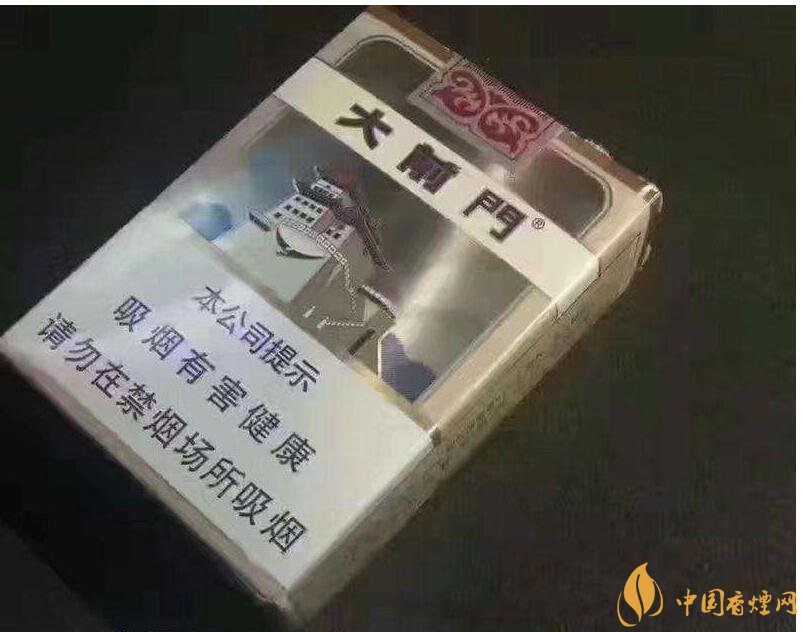 大前門®
本公司提示
吸烟有害健康
请勿在禁烟场所吸烟
中国香煙网